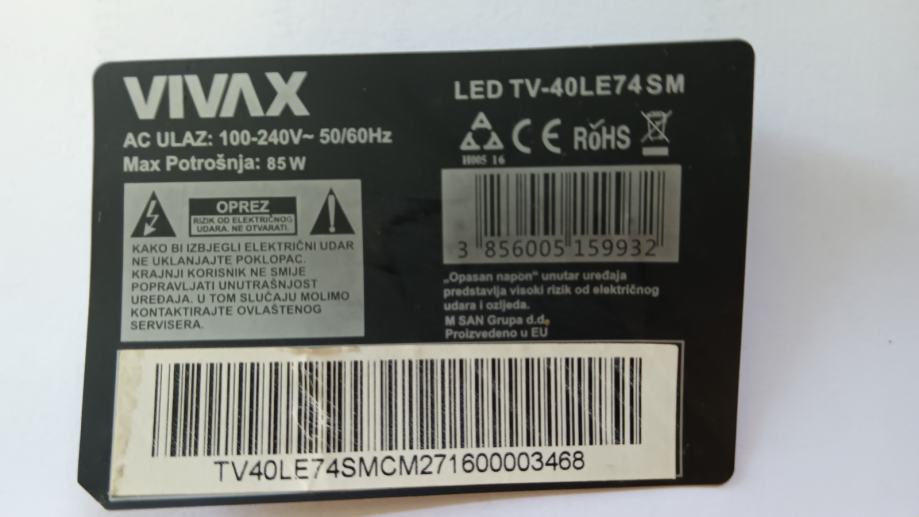 VIVAX
AC ULAZ: 100-240V~ 50/60Hz
Max Potrošnja: 85W
OPREZ
RIZIK OD ELEKTRIČNOG
UDARA. NE OTVARATI.
KAKO BI IZBJEGLI ELEKTRIČNI UDAR
NE UKLANJAJTE POKLOPAC.
KRAJNJI KORISNIK NE SMIJE
POPRAVLJATI UNUTRAŠNJOST
UREĐAJA. U TOM SLUČAJU MOLIMO
KONTAKTIRAJTE OVLAŠTENOG
SERVISERA.
LED TV-40LE74SM
A
CE
RoHS
H005 16
3 856005 159932
„Opasan napon“ unutar uređaja
predstavlja visoki rizik od električnog
udara i ozljeda.
M SAN Grupa d.d.
Proizvedeno u EU
TV40LE74SMCM271600003468